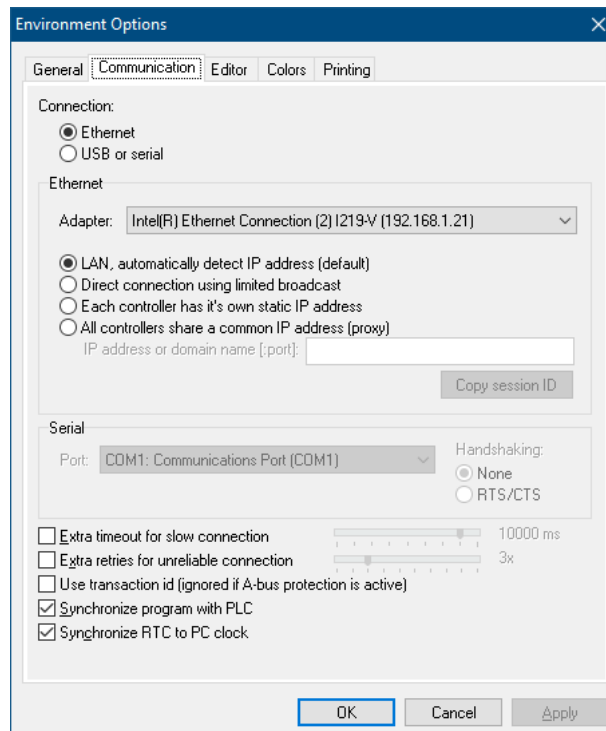 Environment Options
General Communication Editor Colors Printing
Connection:
Ethernet
USB or serial
Ethernet
Adapter: Intel(R) Ethernet Connection (2) I219-V (192.168.1.21)
LAN, automatically detect IP address (default)
Direct connection using limited broadcast
Each controller has it's own static IP address
All controllers share a common IP address (proxy)
IP address or domain name [:port]:
Copy session ID
Serial
Port: COM1: Communications Port (COM1)
Handshaking:
None
RTS/CTS
Extra timeout for slow connection 10000 ms
Extra retries for unreliable connection 3x
Use transaction id (ignored if A-bus protection is active)
Synchronize program with PLC
Synchronize RTC to PC clock
OK Cancel Apply